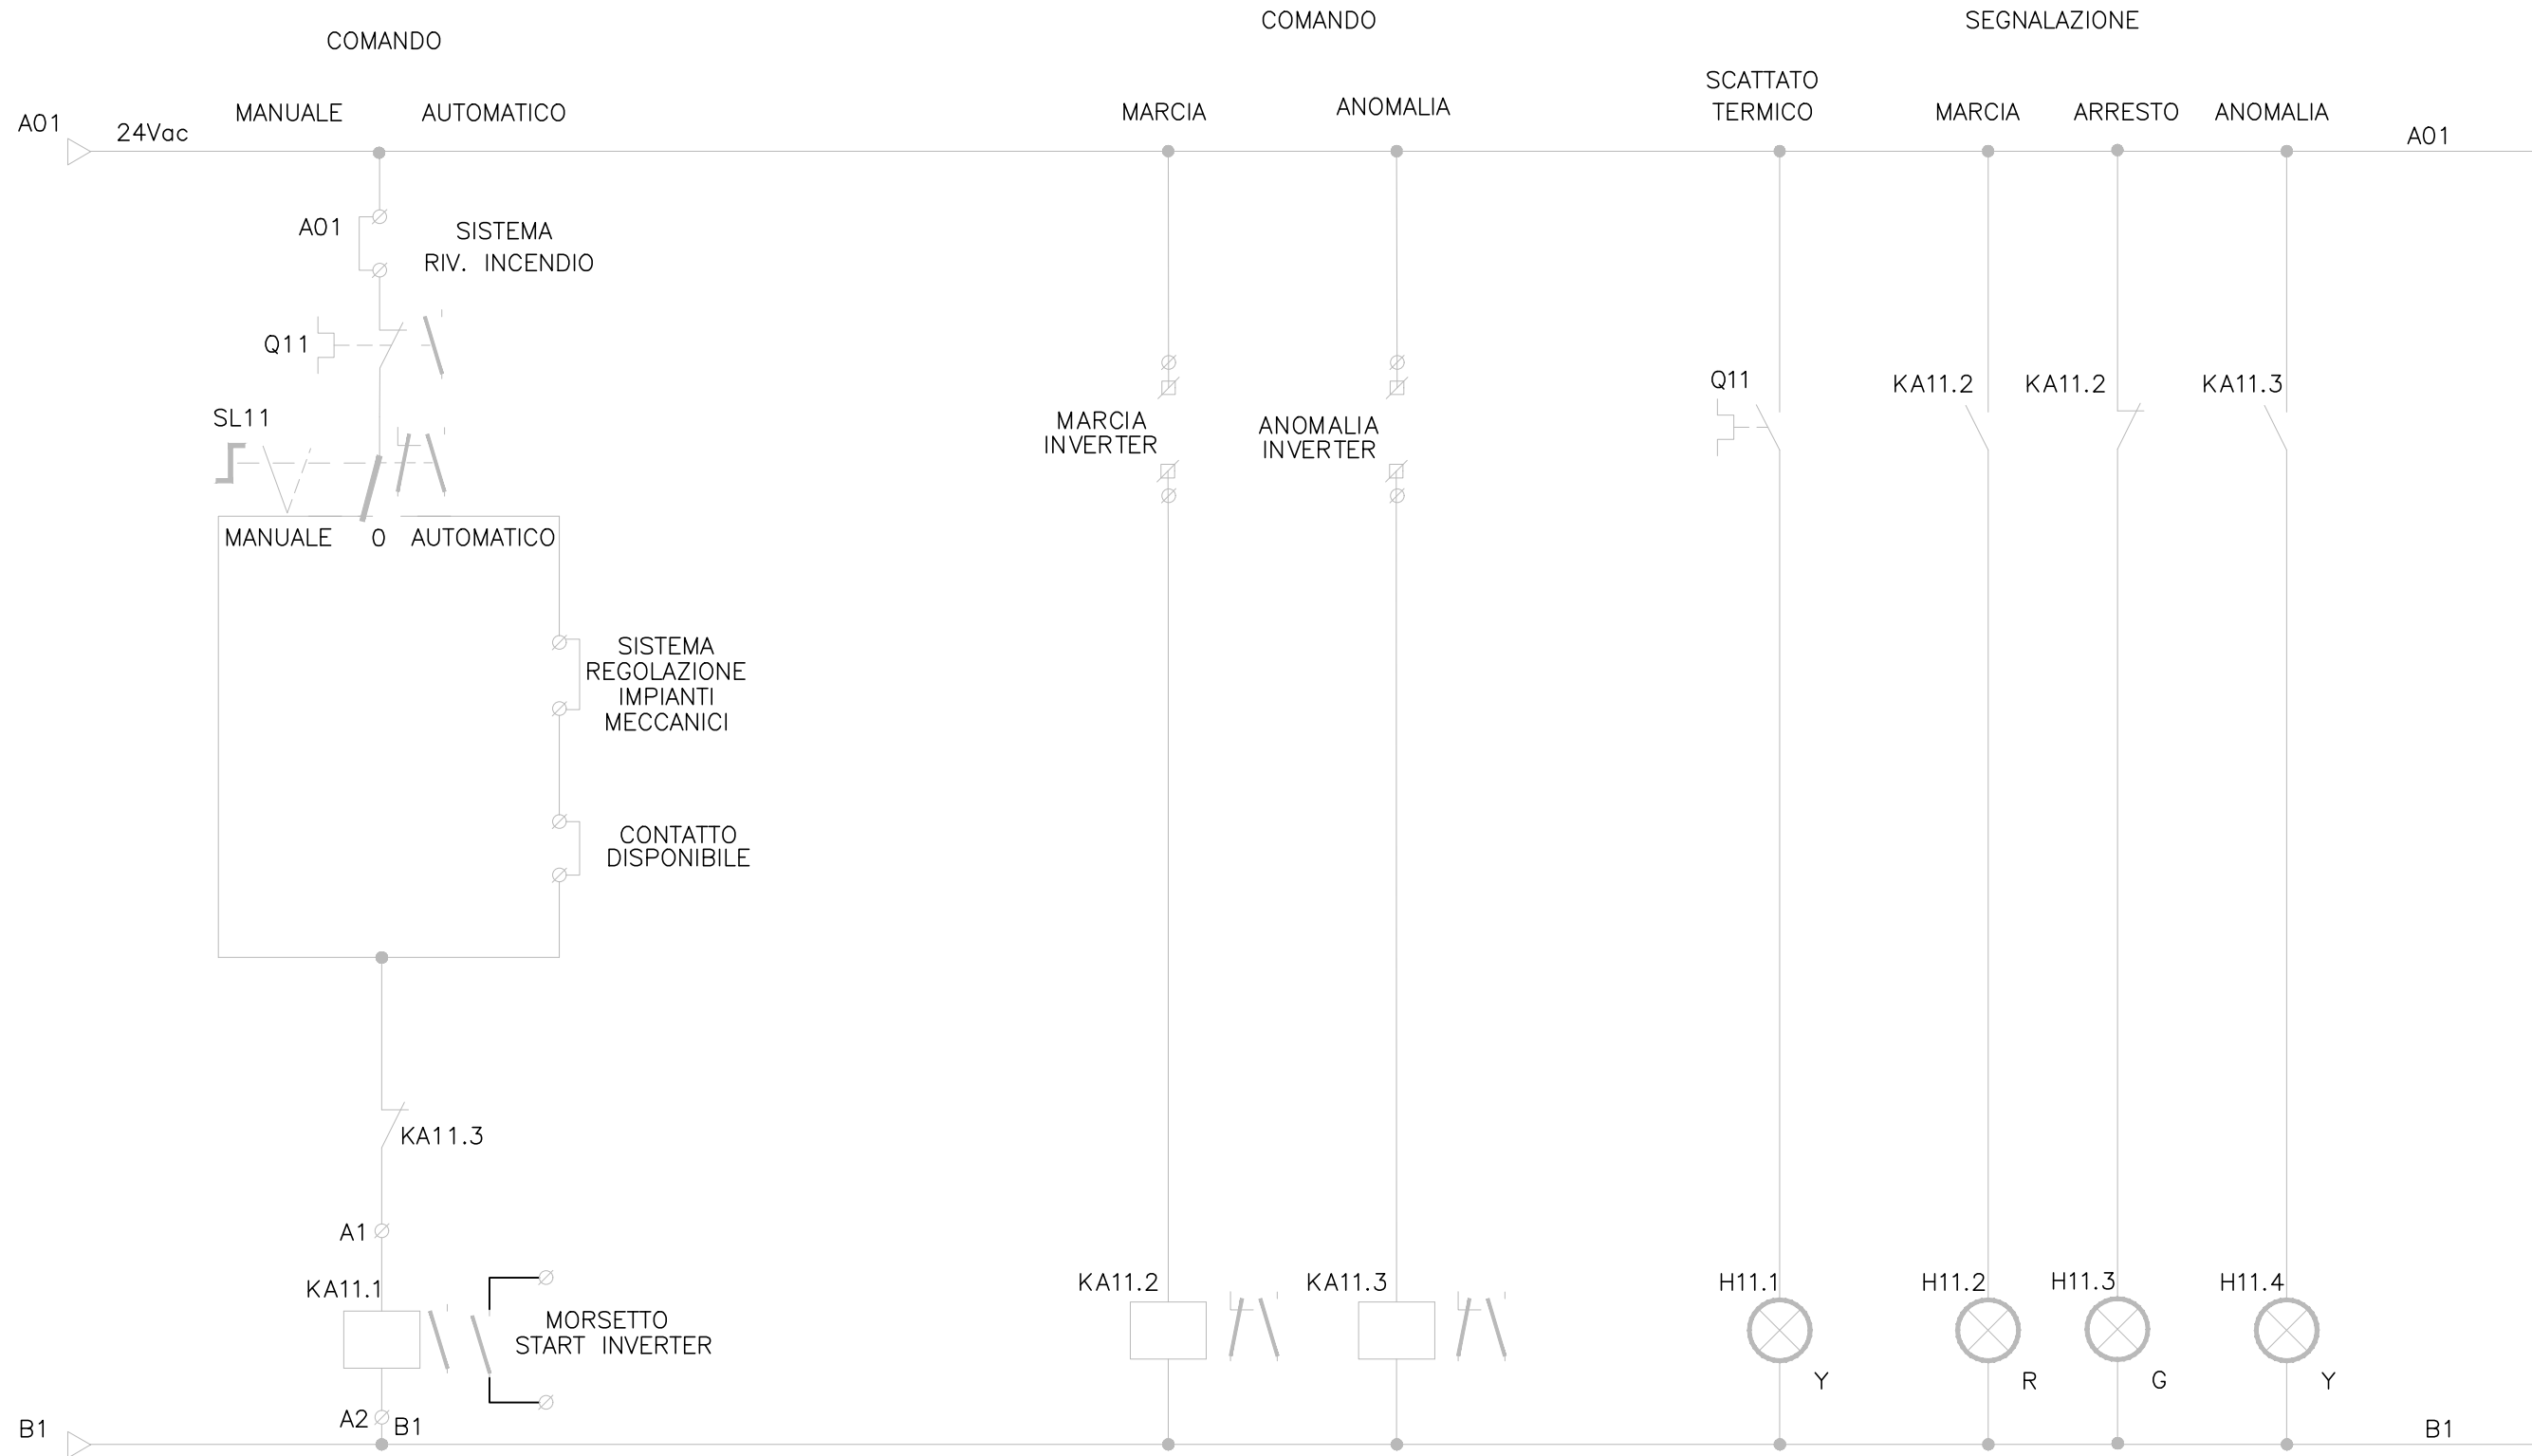 COMANDO
COMANDO
SEGNALAZIONE
MANUALE
AUTOMATICO
MARCIA
ANOMALIA
SCATTATO
TERMICO
MARCIA
ARRESTO
ANOMALIA
A01
24Vac
A01
A01
SISTEMA
RIV. INCENDIO
Q11
SL11
MANUALE 0 AUTOMATICO
MARCIA
INVERTER
ANOMALIA
INVERTER
Q11
KA11.2
KA11.2
KA11.3
SISTEMA
REGOLAZIONE
IMPIANTI
MECCANICI
CONTATTO
DISPONIBILE
KA11.3
A1
KA11.1
MORSETTO
START INVERTER
KA11.2
KA11.3
H11.1
H11.2
H11.3
H11.4
Y
R
G
Y
A2
B1
B1
B1